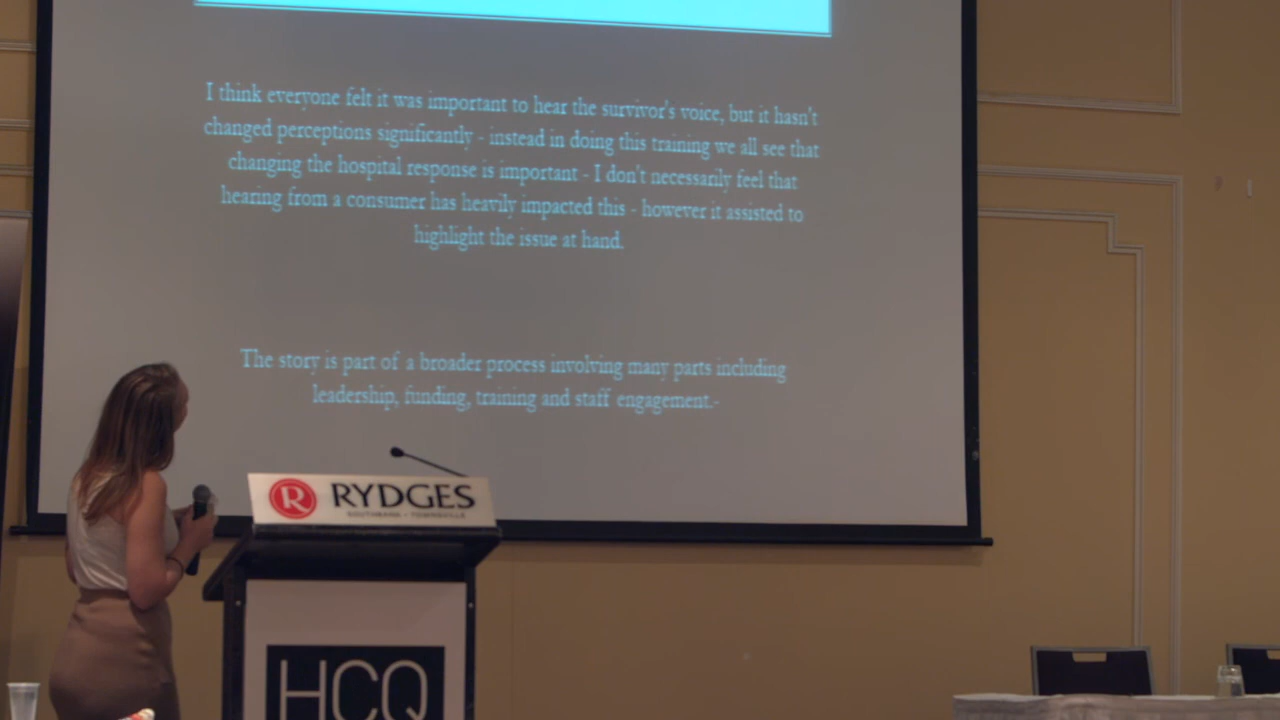 I think everyone felt it was important to hear the survivor's voice, but it hasn't
changed perceptions significantly - instead in doing this training we all see that
changing the hospital response is important - I don't necessarily feel that
hearing from a consumer has heavily impacted this - however it assisted to
highlight the issue at hand.
The story is part of a broader process involving many parts including
leadership, funding, training and staff engagement.-
R RYDGES
SOUTHBANK - TOWNSVILLE
HCQ